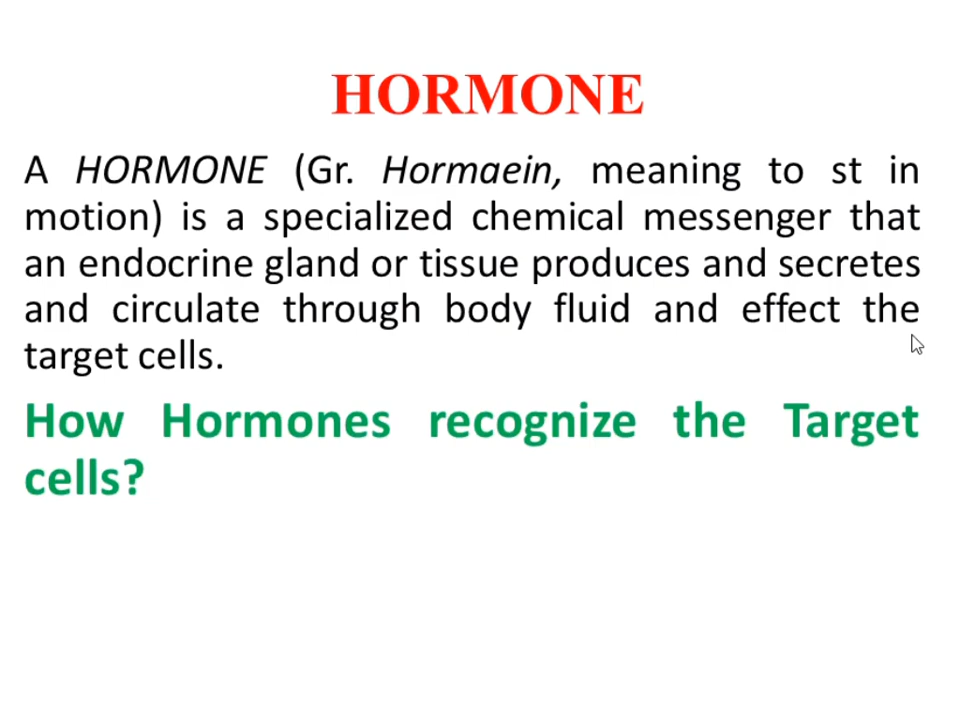 HORMONE
A HORMONE (Gr. Hormaein, meaning to st in
motion) is a specialized chemical messenger that
an endocrine gland or tissue produces and secretes
and circulate through body fluid and effect the
target cells.
How Hormones recognize the Target
cells?